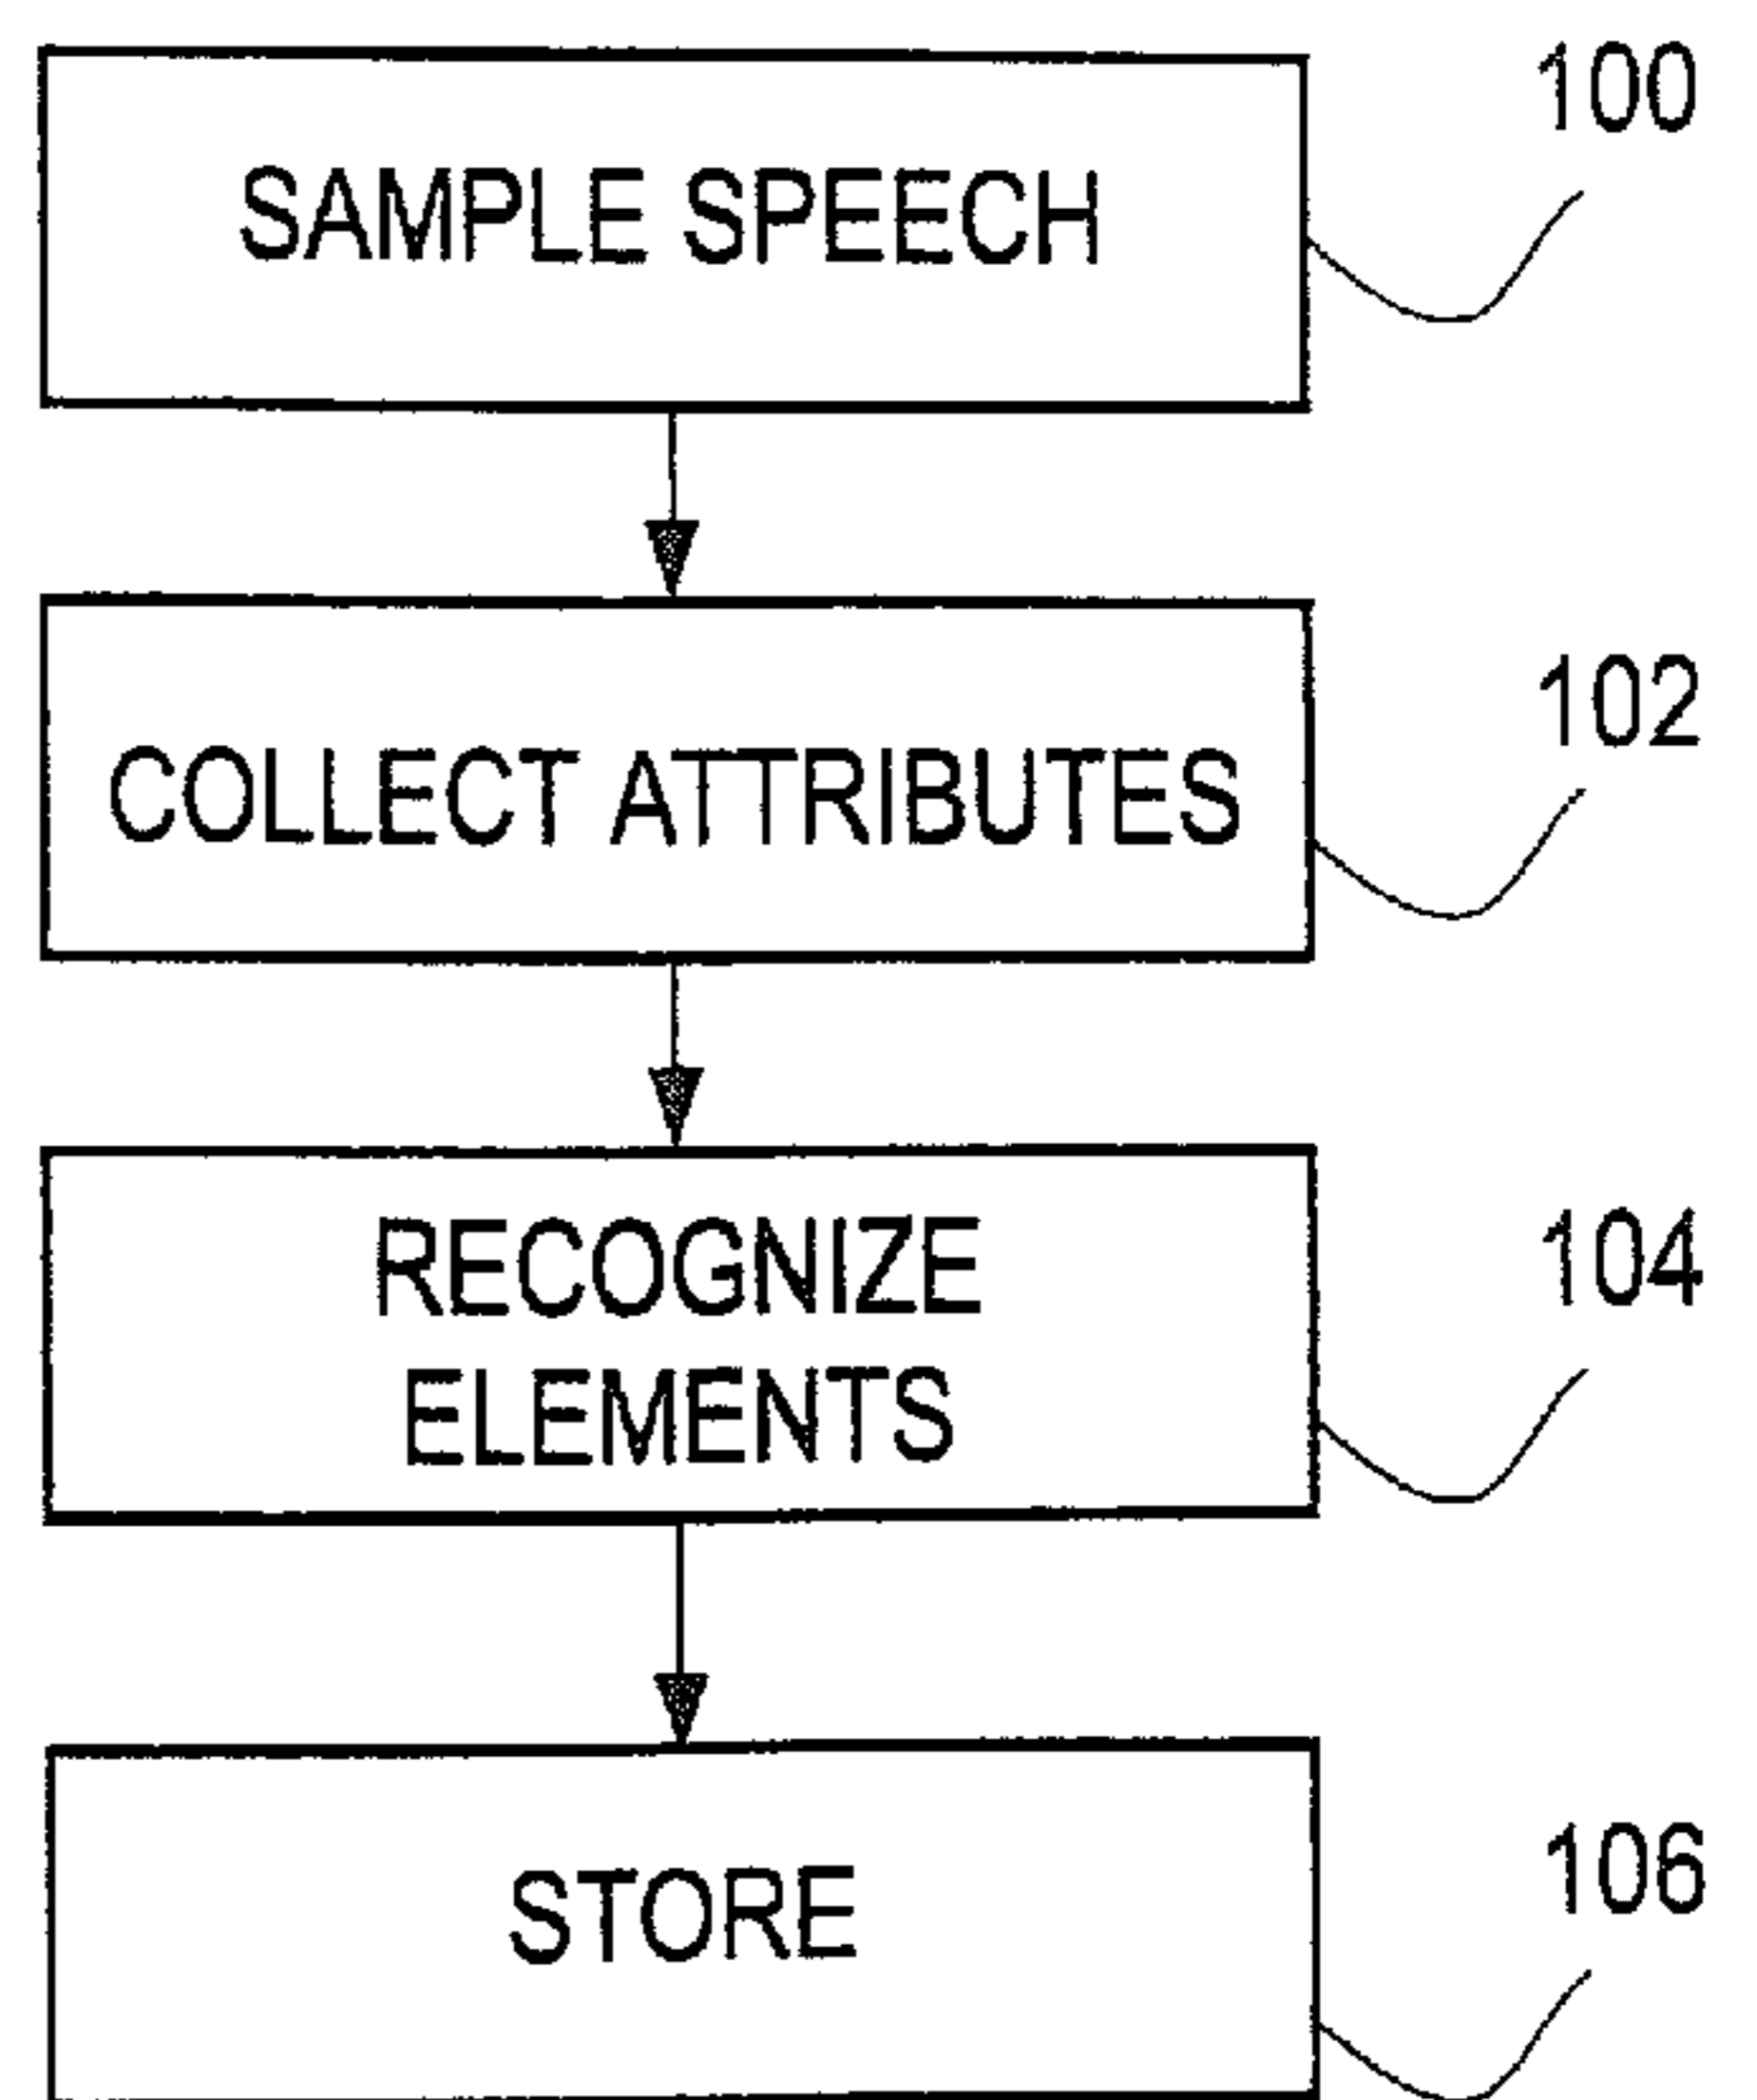 100
SAMPLE SPEECH
102
COLLECT ATTRIBUTES
104
RECOGNIZE
ELEMENTS
106
STORE